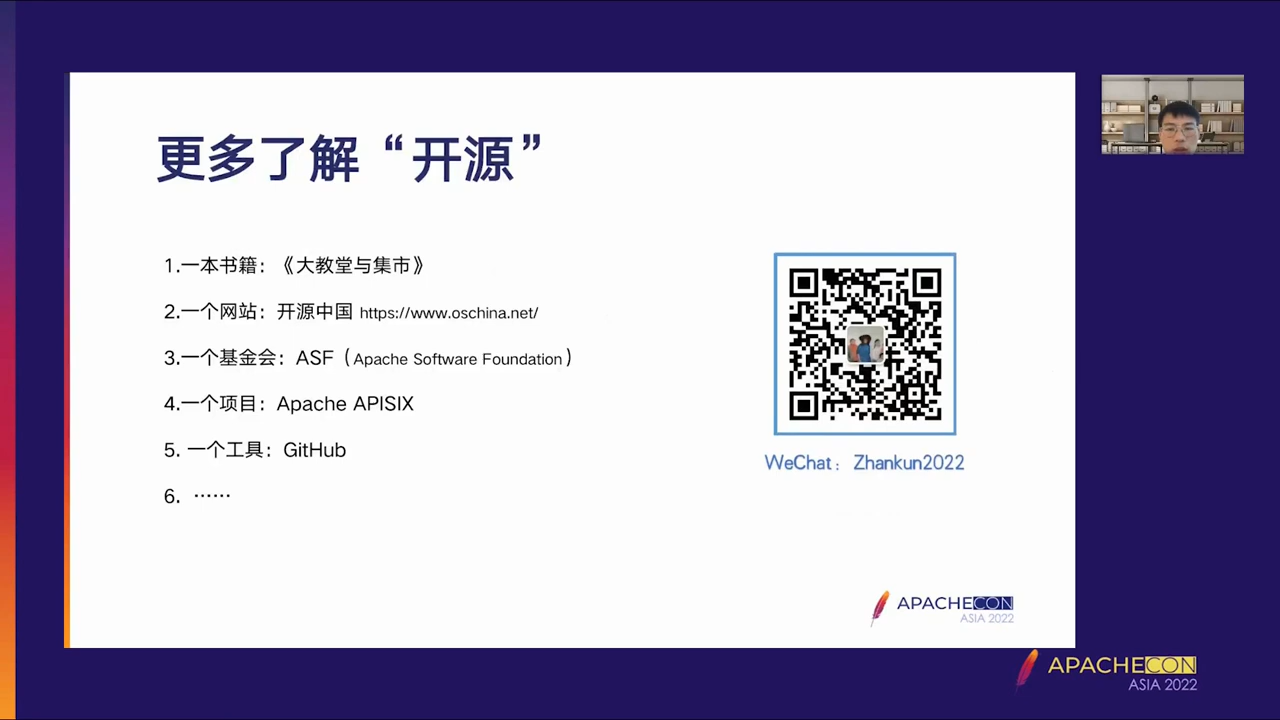 更多了解“开源”
1.一本书籍：《大教堂与集市》
2.一个网站：开源中国 https://www.oschina.net/
3.一个基金会：ASF（Apache Software Foundation）
4.一个项目：Apache APISIX
5. 一个工具：GitHub
6. ……
WeChat：Zhankun2022
APACHECON
ASIA 2022
APACHECON
ASIA 2022